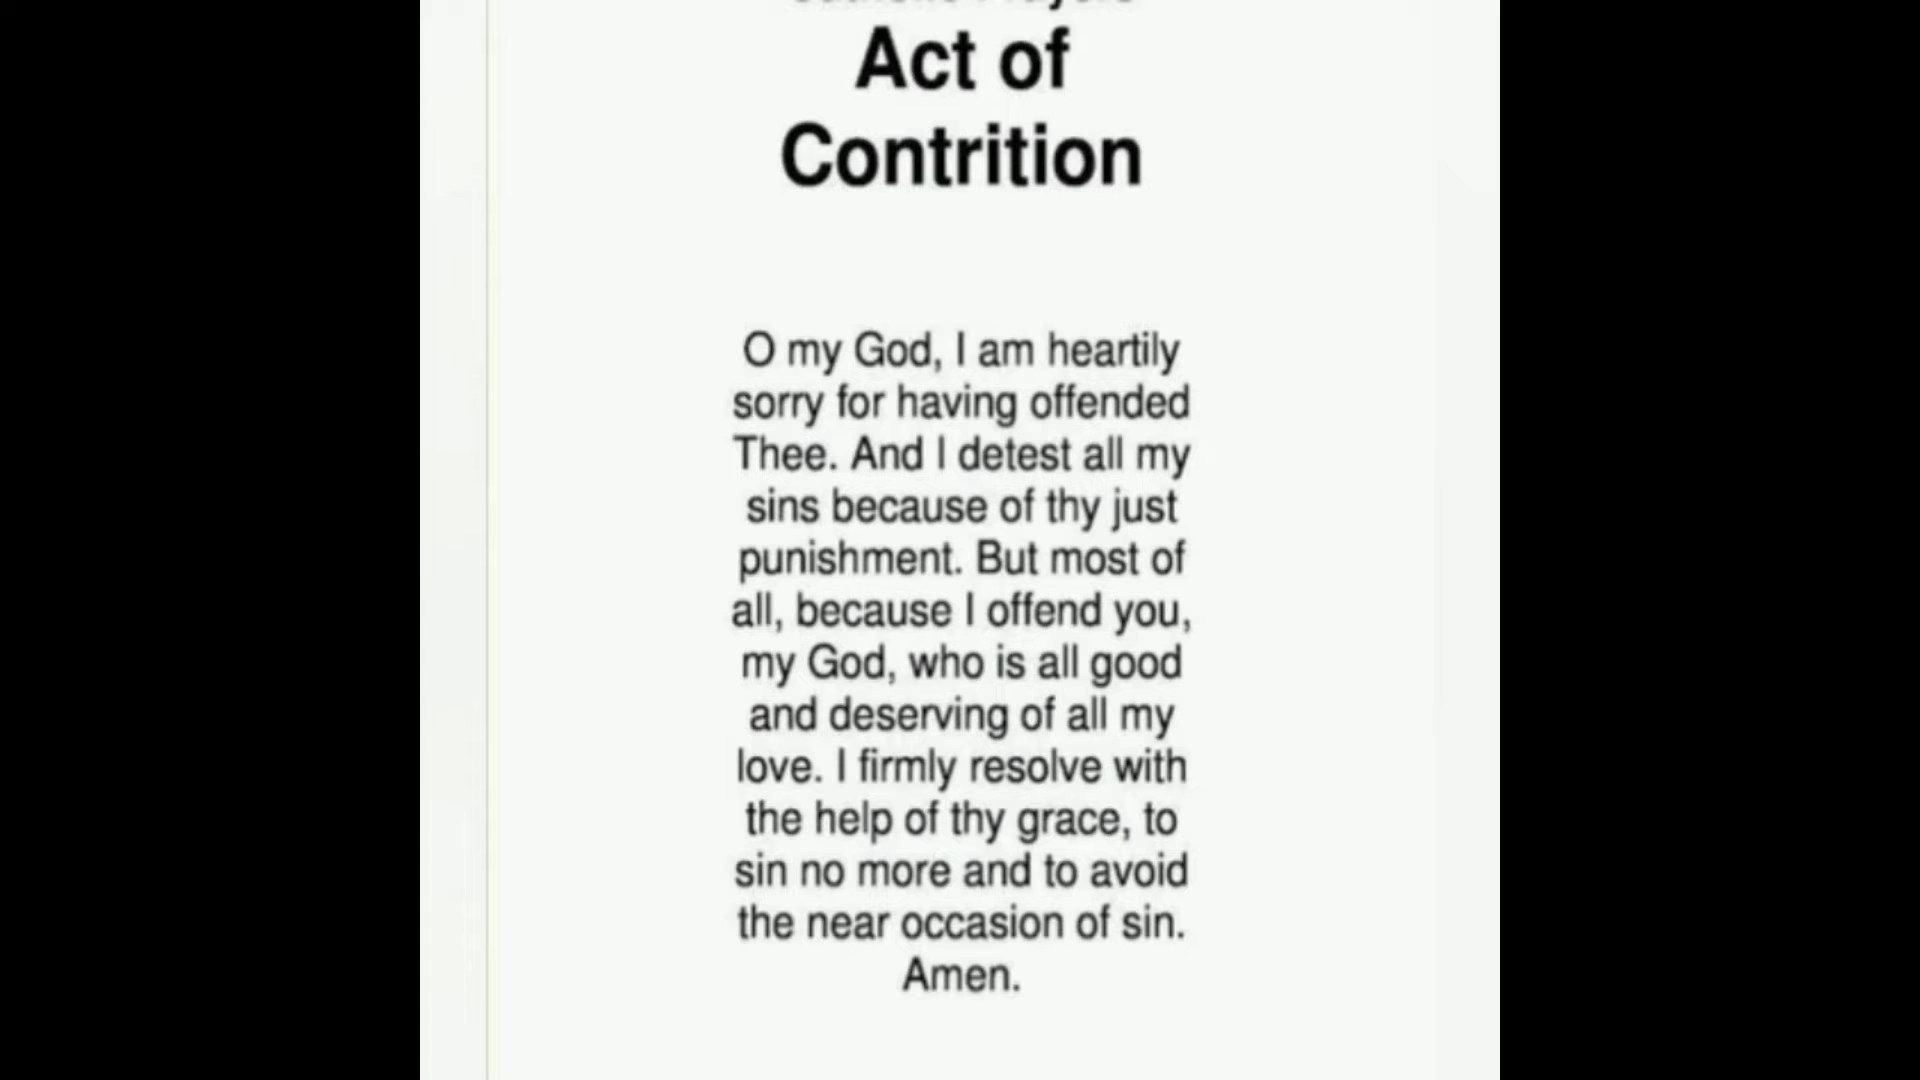 Act of
Contrition
O my God, I am heartily
sorry for having offended
Thee. And I detest all my
sins because of thy just
punishment. But most of
all, because I offend you,
my God, who is all good
and deserving of all my
love. I firmly resolve with
the help of thy grace, to
sin no more and to avoid
the near occasion of sin.
Amen.